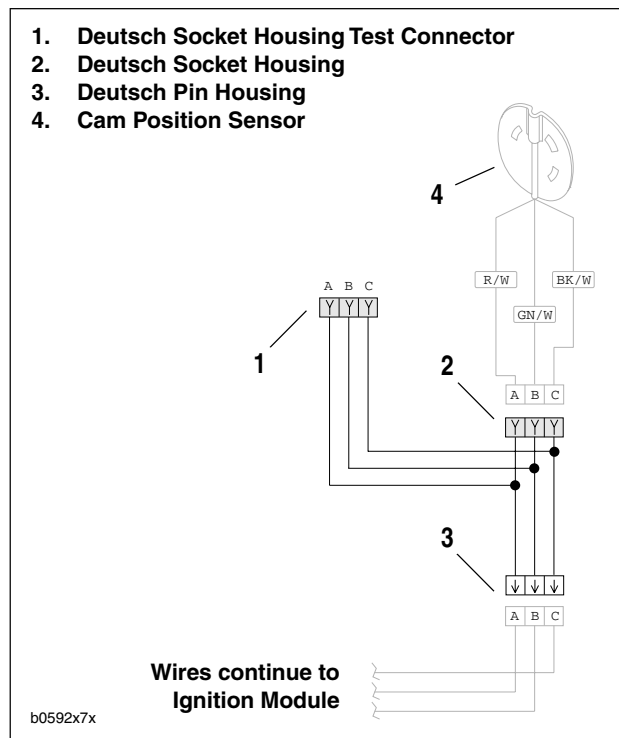 1. Deutsch Socket Housing Test Connector
2. Deutsch Socket Housing
3. Deutsch Pin Housing
4. Cam Position Sensor
4
R/W
BK/W
A B C
GN/W
1
2
A B C
3
A B C
Wires continue to
Ignition Module
b0592x7x